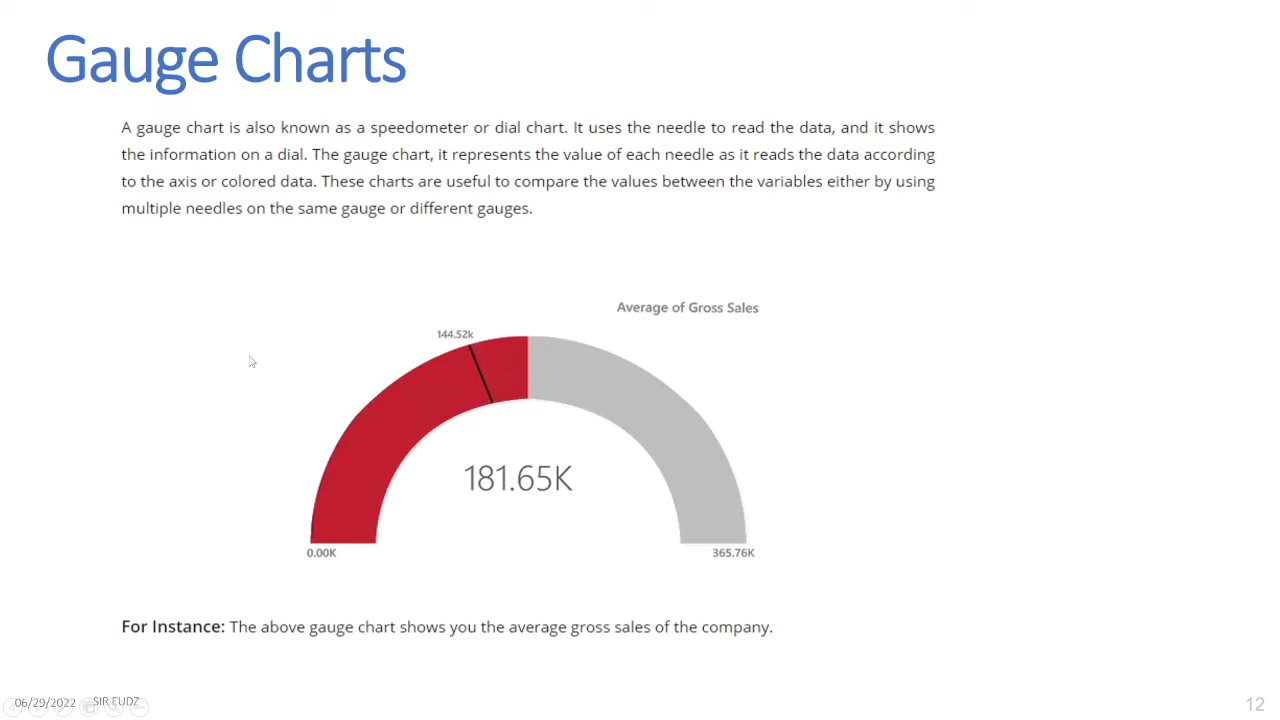 Gauge Charts
A gauge chart is also known as a speedometer or dial chart. It uses the needle to read the data, and it shows
the information on a dial. The gauge chart, it represents the value of each needle as it reads the data according
to the axis or colored data. These charts are useful to compare the values between the variables either by using
multiple needles on the same gauge or different gauges.
Average of Gross Sales
144.52k
181.65K
0.00K
365.76K
For Instance: The above gauge chart shows you the average gross sales of the company.
06/29/2022
SIR EUDZ
12